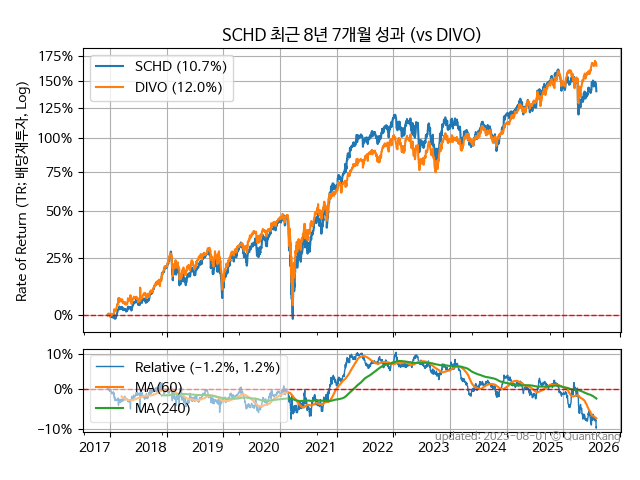 SCHD 최근 8년 7개월 성과 (vs DIVO)
Rate of Return (TR; 배당재투자, Log)
175%
150%
125%
100%
75%
50%
25%
0%
SCHD (10.7%)
DIVO (12.0%)
10%
0%
−10%
Relative (−1.2%, 1.2%)
MA(60)
MA(240)
2017 2018 2019 2020 2021 2022 2023 2024 2025 2026
updated: 2025-08-01 © QuantKang